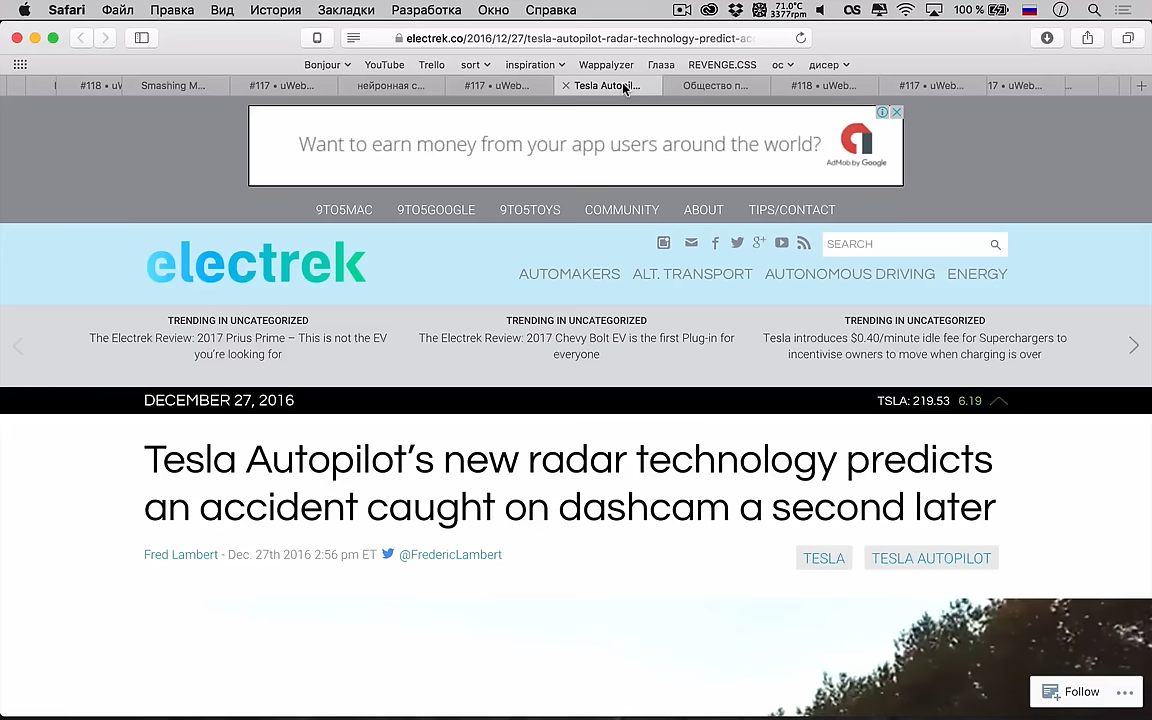 Safari Файл Правка Вид История Закладки Разработка Окно Справка 71.0°C 3377rpm 100 %
electrek.co/2016/12/27/tesla-autopilot-radar-technology-predict-ac
Bonjour YouTube Trello sort inspiration Wappalyzer Глаза REVENGE.CSS ос дисер
#118 • uW Smashing M... #117 • uWeb... нейронная с... #117 • uWeb... Tesla Autopil... Общество п... #118 • uWeb... #117 • uWeb... 17 • uWeb...
Want to earn money from your app users around the world?
AdMob by Google
9TO5MAC 9TO5GOOGLE 9TO5TOYS COMMUNITY ABOUT TIPS/CONTACT
electrek
SEARCH
AUTOMAKERS ALT. TRANSPORT AUTONOMOUS DRIVING ENERGY
TRENDING IN UNCATEGORIZED
The Electrek Review: 2017 Prius Prime – This is not the EV
you're looking for
TRENDING IN UNCATEGORIZED
The Electrek Review: 2017 Chevy Bolt EV is the first Plug-in for
everyone
TRENDING IN UNCATEGORIZED
Tesla introduces $0.40/minute idle fee for Superchargers to
incentivise owners to move when charging is over
DECEMBER 27, 2016 TSLA: 219.53 6.19
Tesla Autopilot's new radar technology predicts
an accident caught on dashcam a second later
Fred Lambert - Dec. 27th 2016 2:56 pm ET @FredericLambert
TESLA TESLA AUTOPILOT
Follow